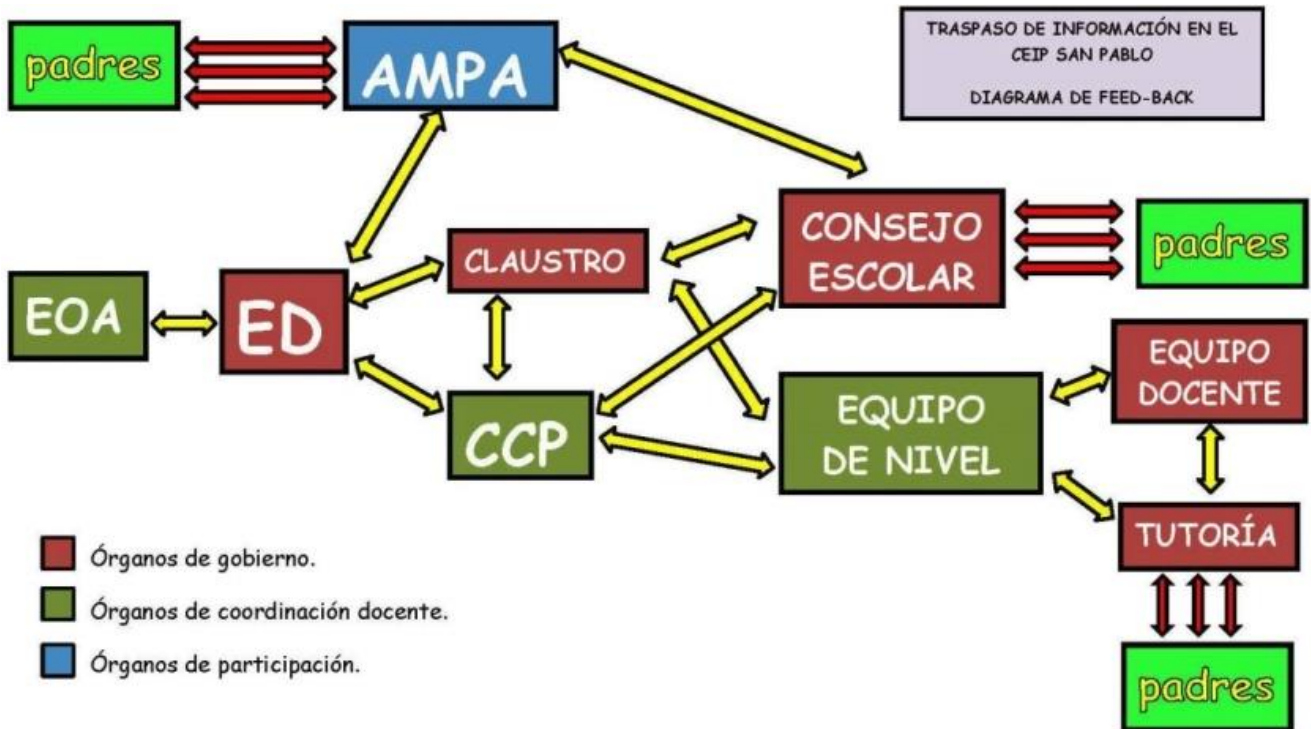 padres
AMPA
TRASPASO DE INFORMACIÓN EN EL
CEIP SAN PABLO
DIAGRAMA DE FEED-BACK
CLAUSTRO
CONSEJO
ESCOLAR
padres
EOA
ED
EQUIPO
DOCENTE
CCP
EQUIPO
DE NIVEL
TUTORÍA
padres
Órganos de gobierno.
Órganos de coordinación docente.
Órganos de participación.